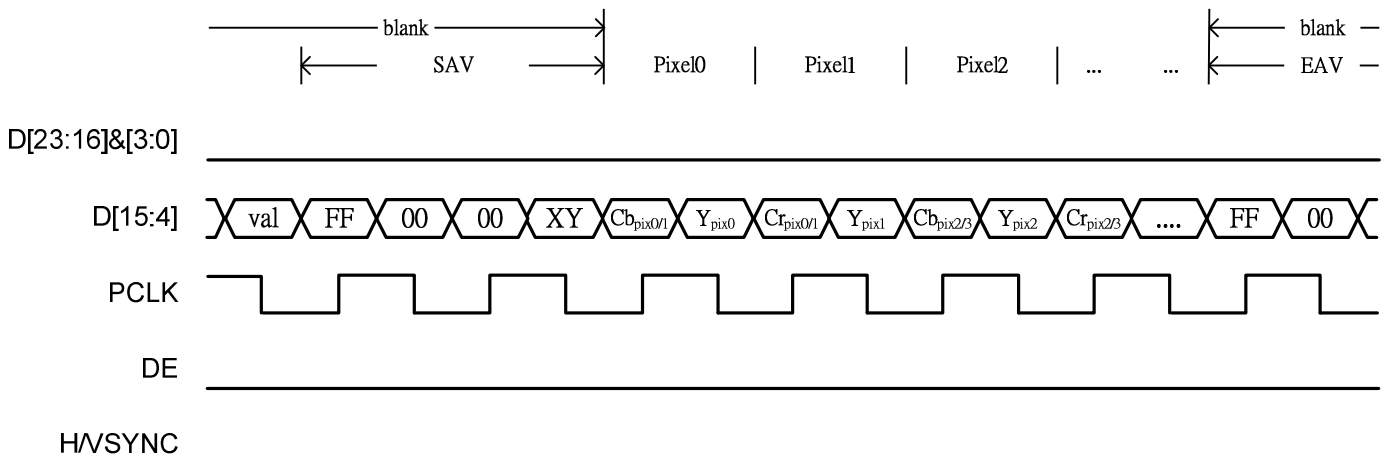 blank blank
SAV Pixel0 Pixel1 Pixel2 ... ... EAV
D[23:16]&[3:0]
D[15:4] val FF 00 00 XY Cbpix0/1 Ypix0 Crpix0/1 Ypix1 Cbpix2/3 Ypix2 Crpix2/3 .... FF 00
PCLK
DE
H/VSYNC